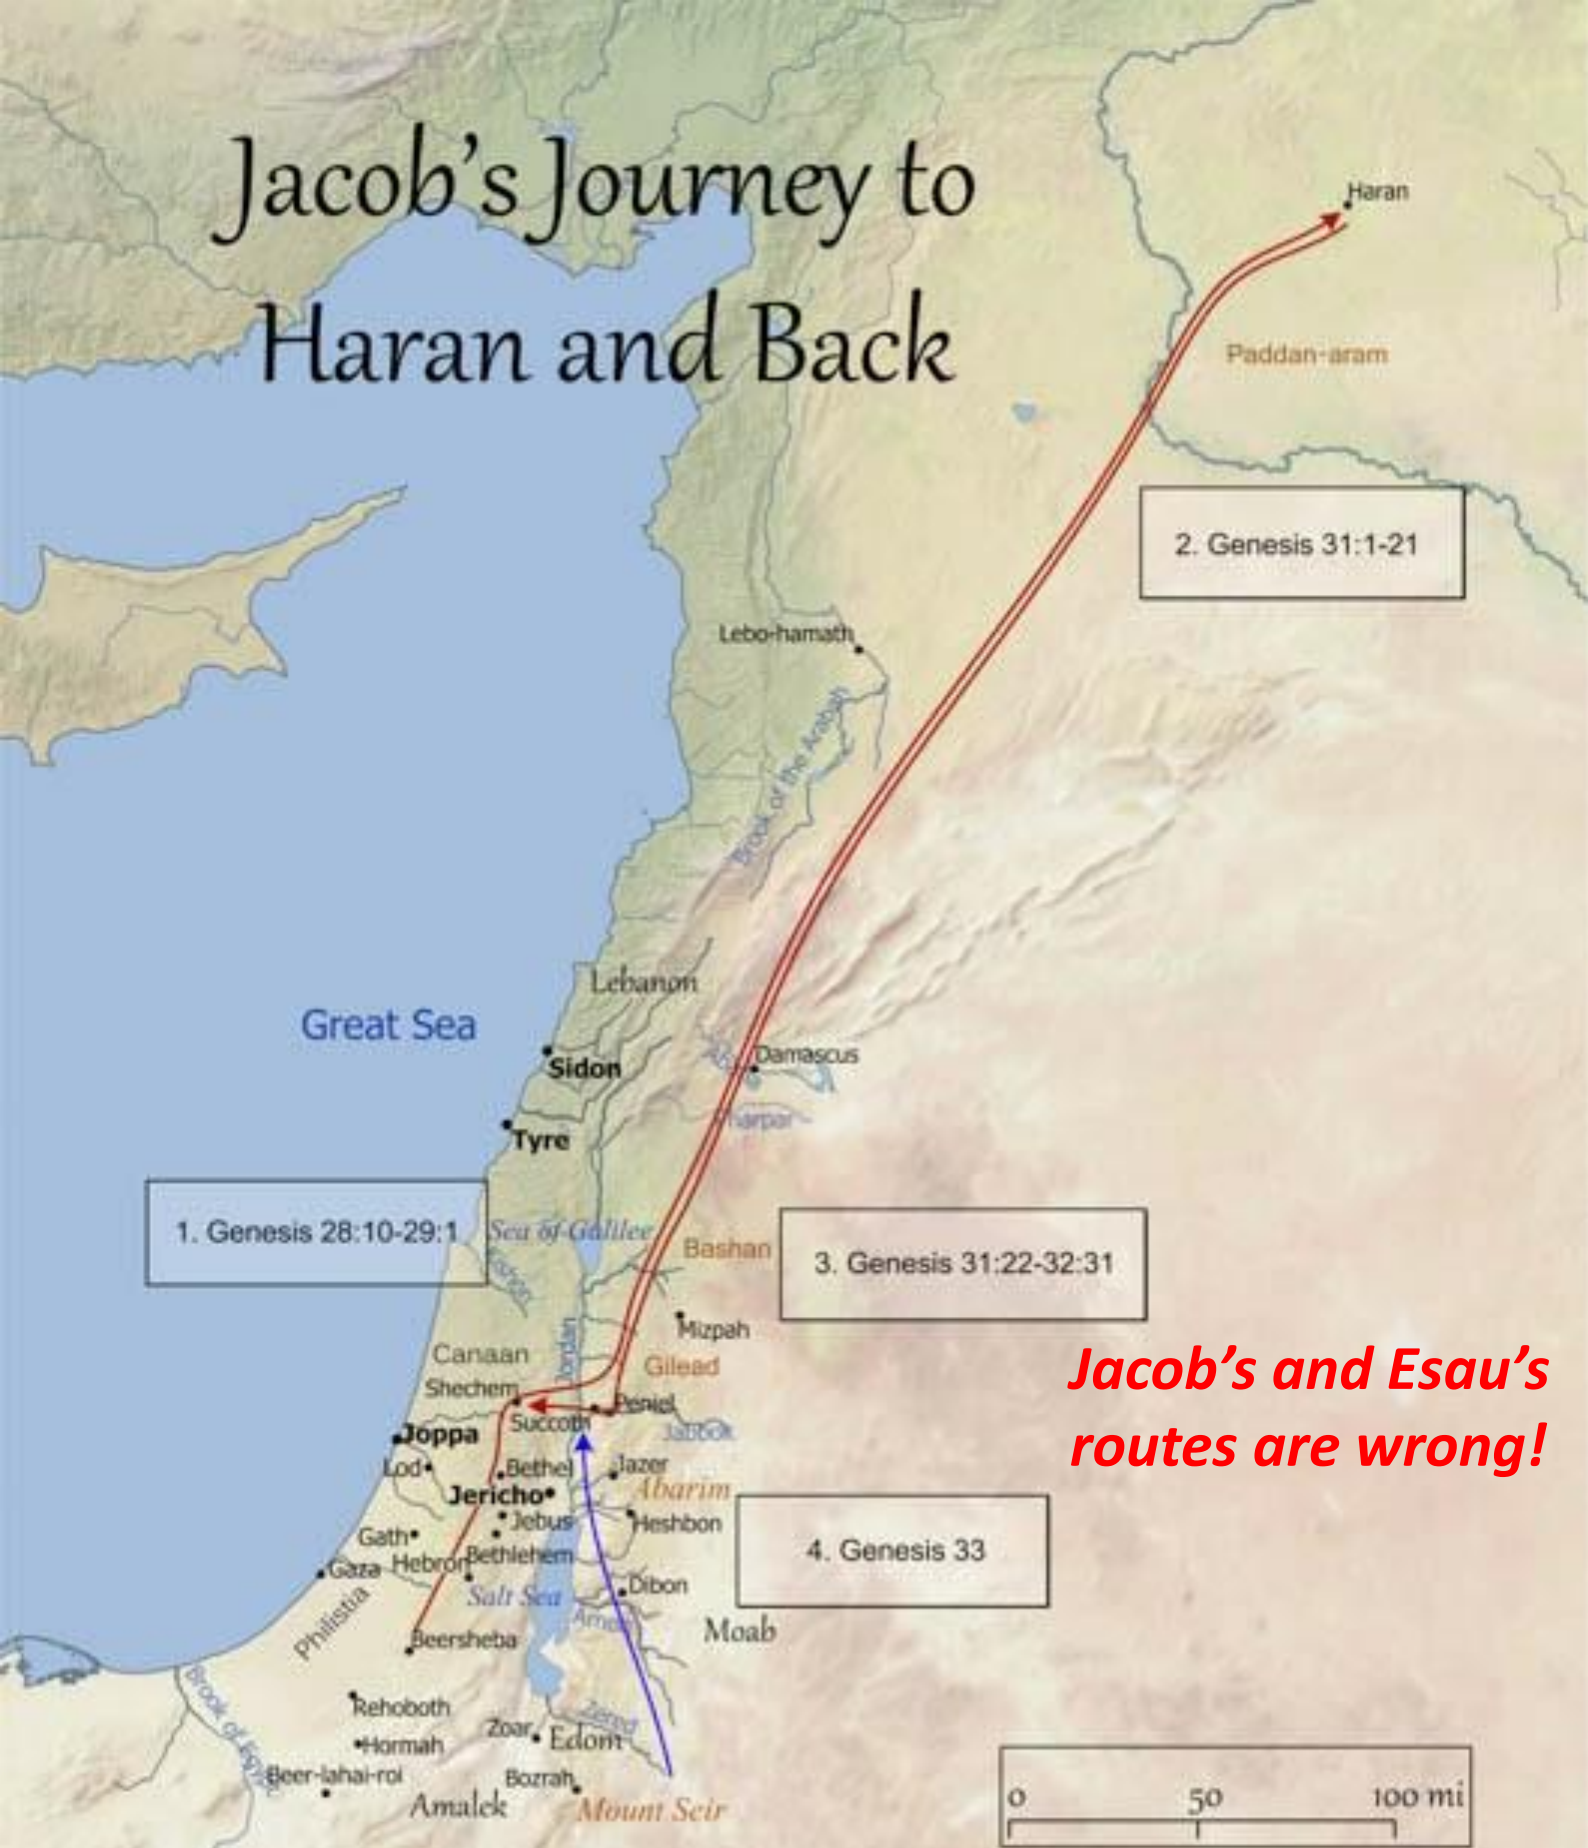 Jacob's Journey to
Haran and Back
Haran
Paddan-aram
2. Genesis 31:1-21
Lebo-hamath
Brook of the Arabah
Lebanon
Great Sea
Sidon
Damascus
Tyre
1. Genesis 28:10-29:1
Sea of Galilee
Kishon
Bashan
3. Genesis 31:22-32:31
Mizpah
Jordan
Canaan
Gilead
Jacob's and Esau's
routes are wrong!
Shechem
Peniel
Succoth
Jabbok
Joppa
Lod
Bethel
Jazer
Jericho
Abarim
Jebus
Heshbon
Gath
4. Genesis 33
Gaza
Hebron
Bethlehem
Salt Sea
Dibon
Philistia
Arnon
Moab
Beersheba
Brook of Egypt
Rehoboth
Zered
Zoar
Edom
Hormah
Beer-lahai-roi
Bozrah
Amalek
Mount Seir
0 50 100 mi